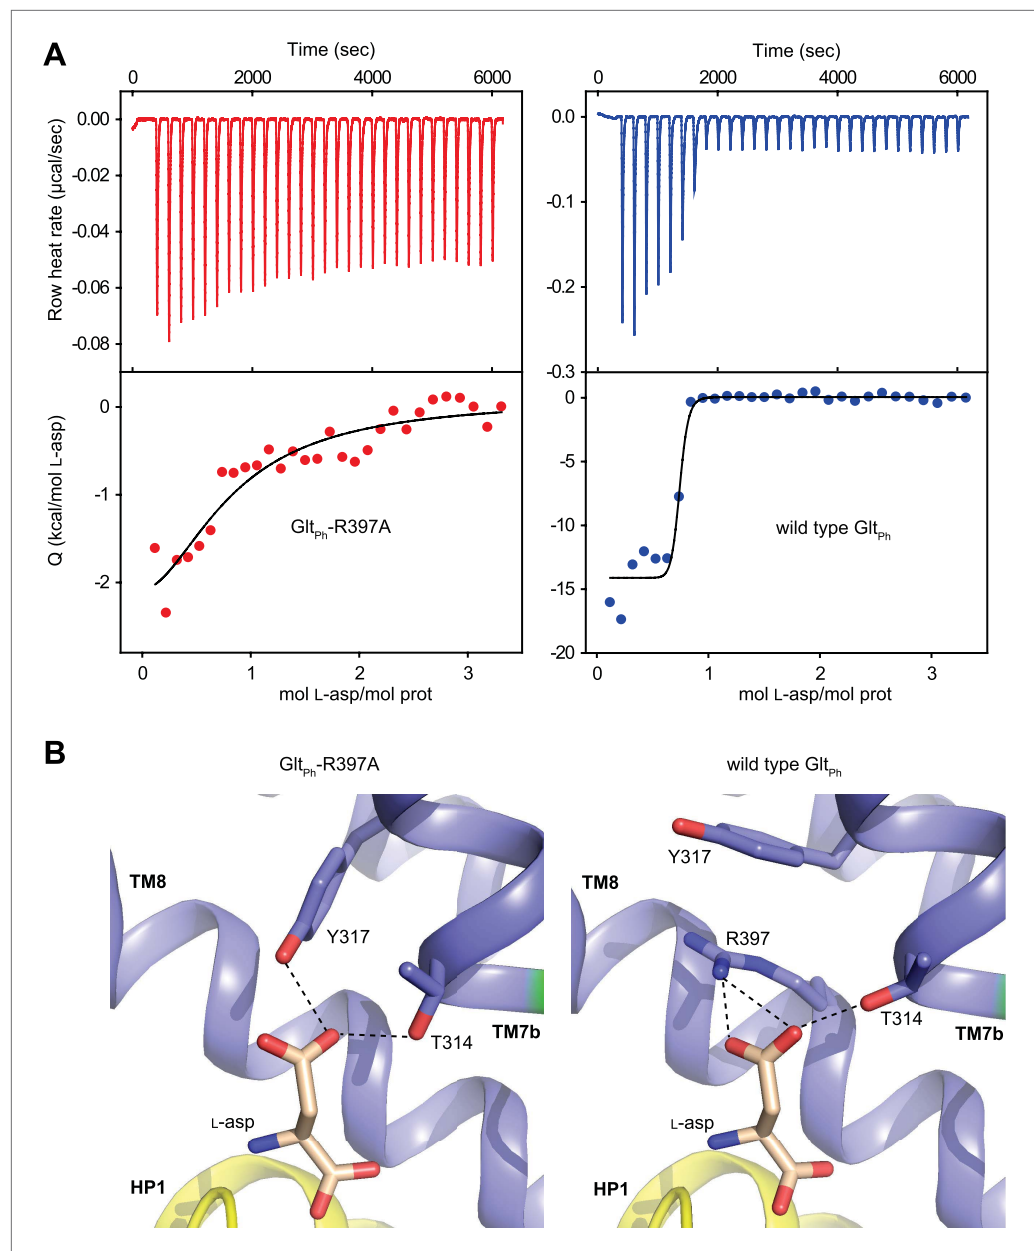 A
Time (sec)
Time (sec)
0 2000 4000 6000
0 2000 4000 6000
Row heat rate (µcal/sec)
0.00
-0.02
-0.04
-0.06
-0.08
0.0
-0.1
-0.2
-0.3
Q (kcal/mol L-asp)
0
-1
-2
0
-5
-10
-15
-20
GltPh-R397A
wild type GltPh
0 1 2 3
0 1 2 3
mol L-asp/mol prot
mol L-asp/mol prot
B
GltPh-R397A
wild type GltPh
TM8
Y317
T314
TM7b
L-asp
HP1
Y317
TM8
R397
T314
TM7b
L-asp
HP1